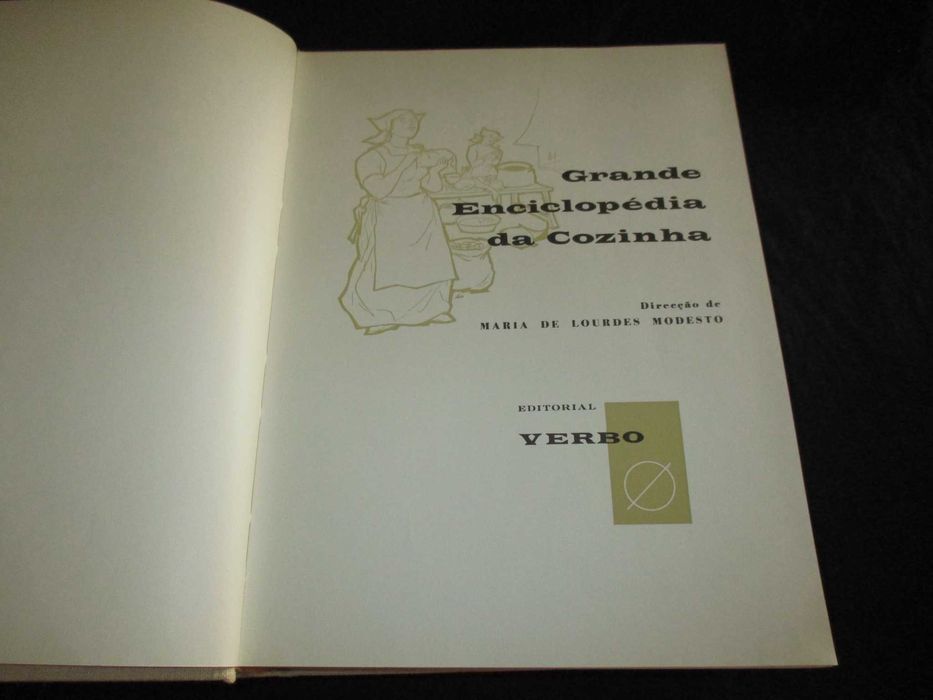 Grande
Enciclopédia
da Cozinha
Direcção de
MARIA DE LOURDES MODESTO
EDITORIAL
VERBO